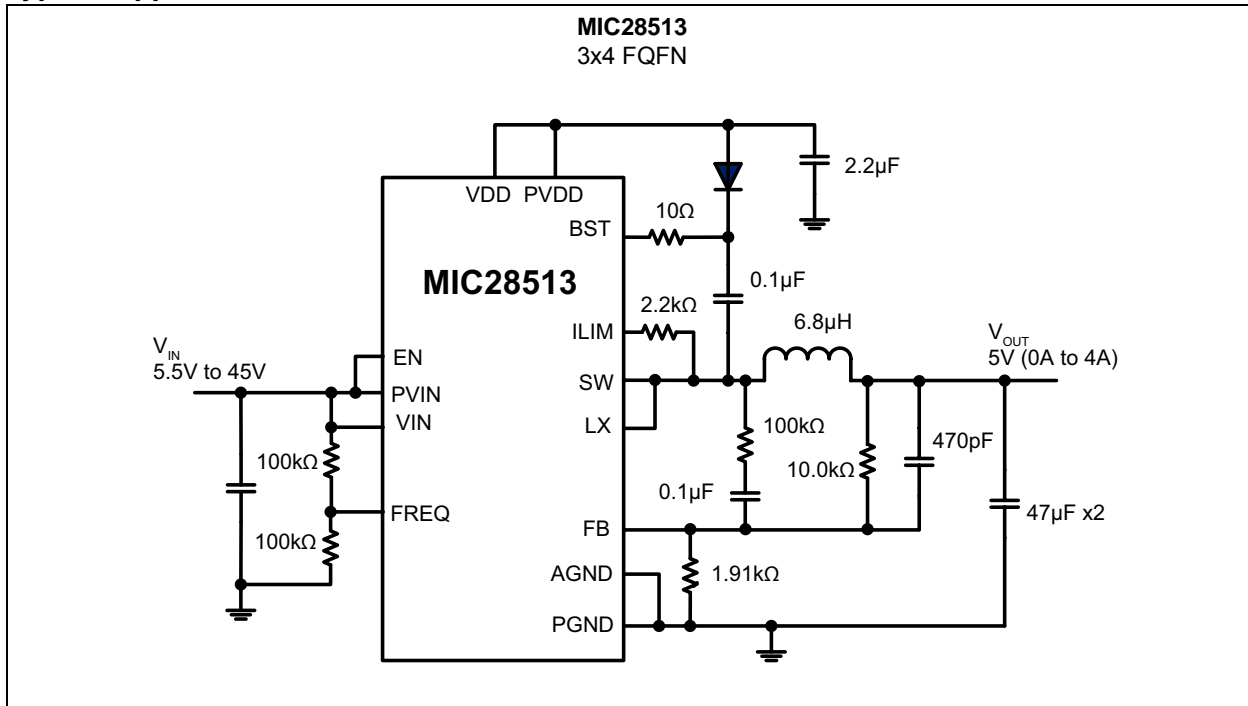 MIC28513
3x4 FQFN
VDD PVDD
2.2µF
BST
10Ω
MIC28513
0.1µF
ILIM
2.2kΩ
6.8µH
VIN
5.5V to 45V
EN
PVIN
VIN
SW
LX
VOUT
5V (0A to 4A)
100kΩ
100kΩ
10.0kΩ
470pF
0.1µF
FREQ
FB
47µF x2
100kΩ
AGND
1.91kΩ
PGND